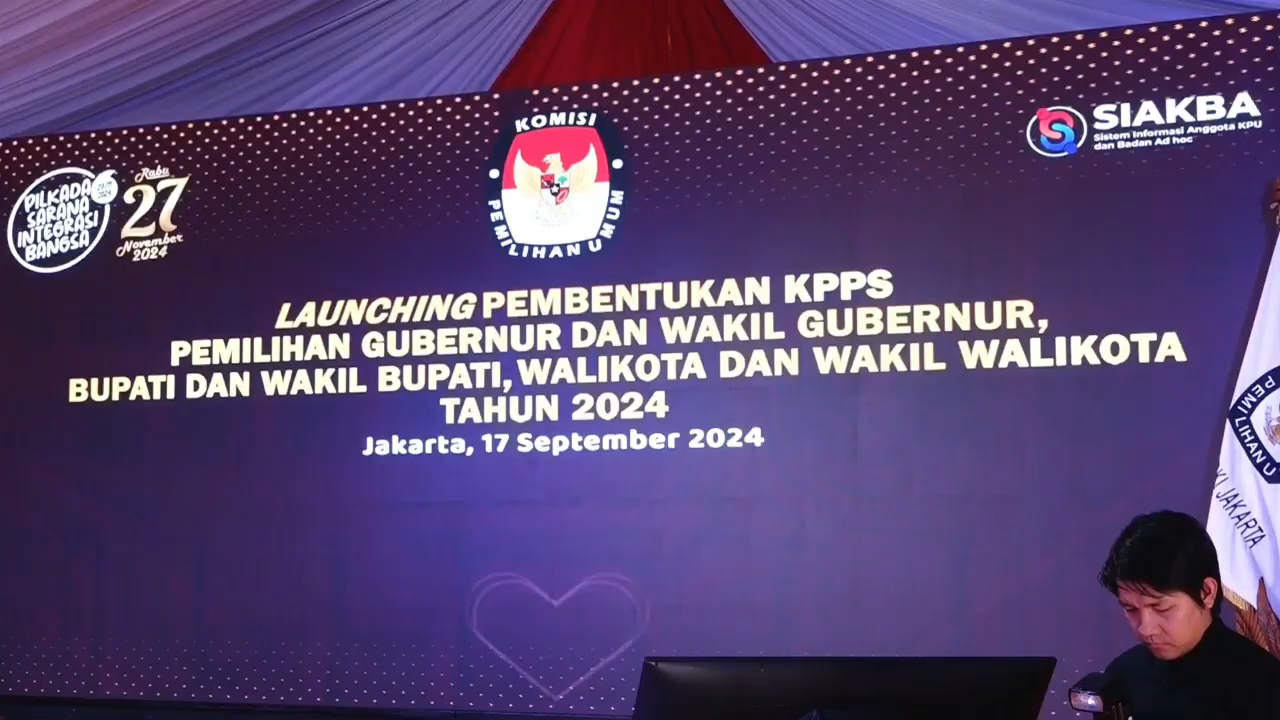 PILKADA
SARANA
INTEGRASI
BANGSA
Rabu
27
November
2024
KOMISI
PEMILIHAN UMUM
SIAKBA
Sistem Informasi Anggota KPU
dan Badan Ad hoc
LAUNCHING PEMBENTUKAN KPPS
PEMILIHAN GUBERNUR DAN WAKIL GUBERNUR,
BUPATI DAN WAKIL BUPATI, WALIKOTA DAN WAKIL WALIKOTA
TAHUN 2024
Jakarta, 17 September 2024
PEMILIHAN U
KI JAKARTA